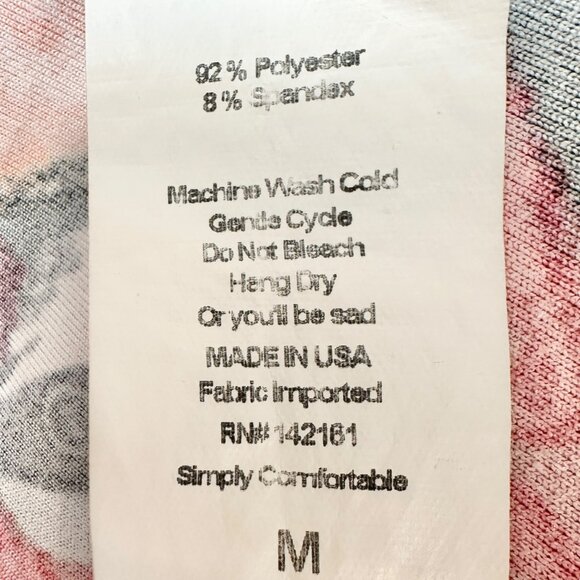 92% Polyester
8% Spandex
Machine Wash Cold
Gentle Cycle
Do Not Bleach
Hang Dry
Or you'll be sad
MADE IN USA
Fabric Imported
RN# 142161
Simply Comfortable
M